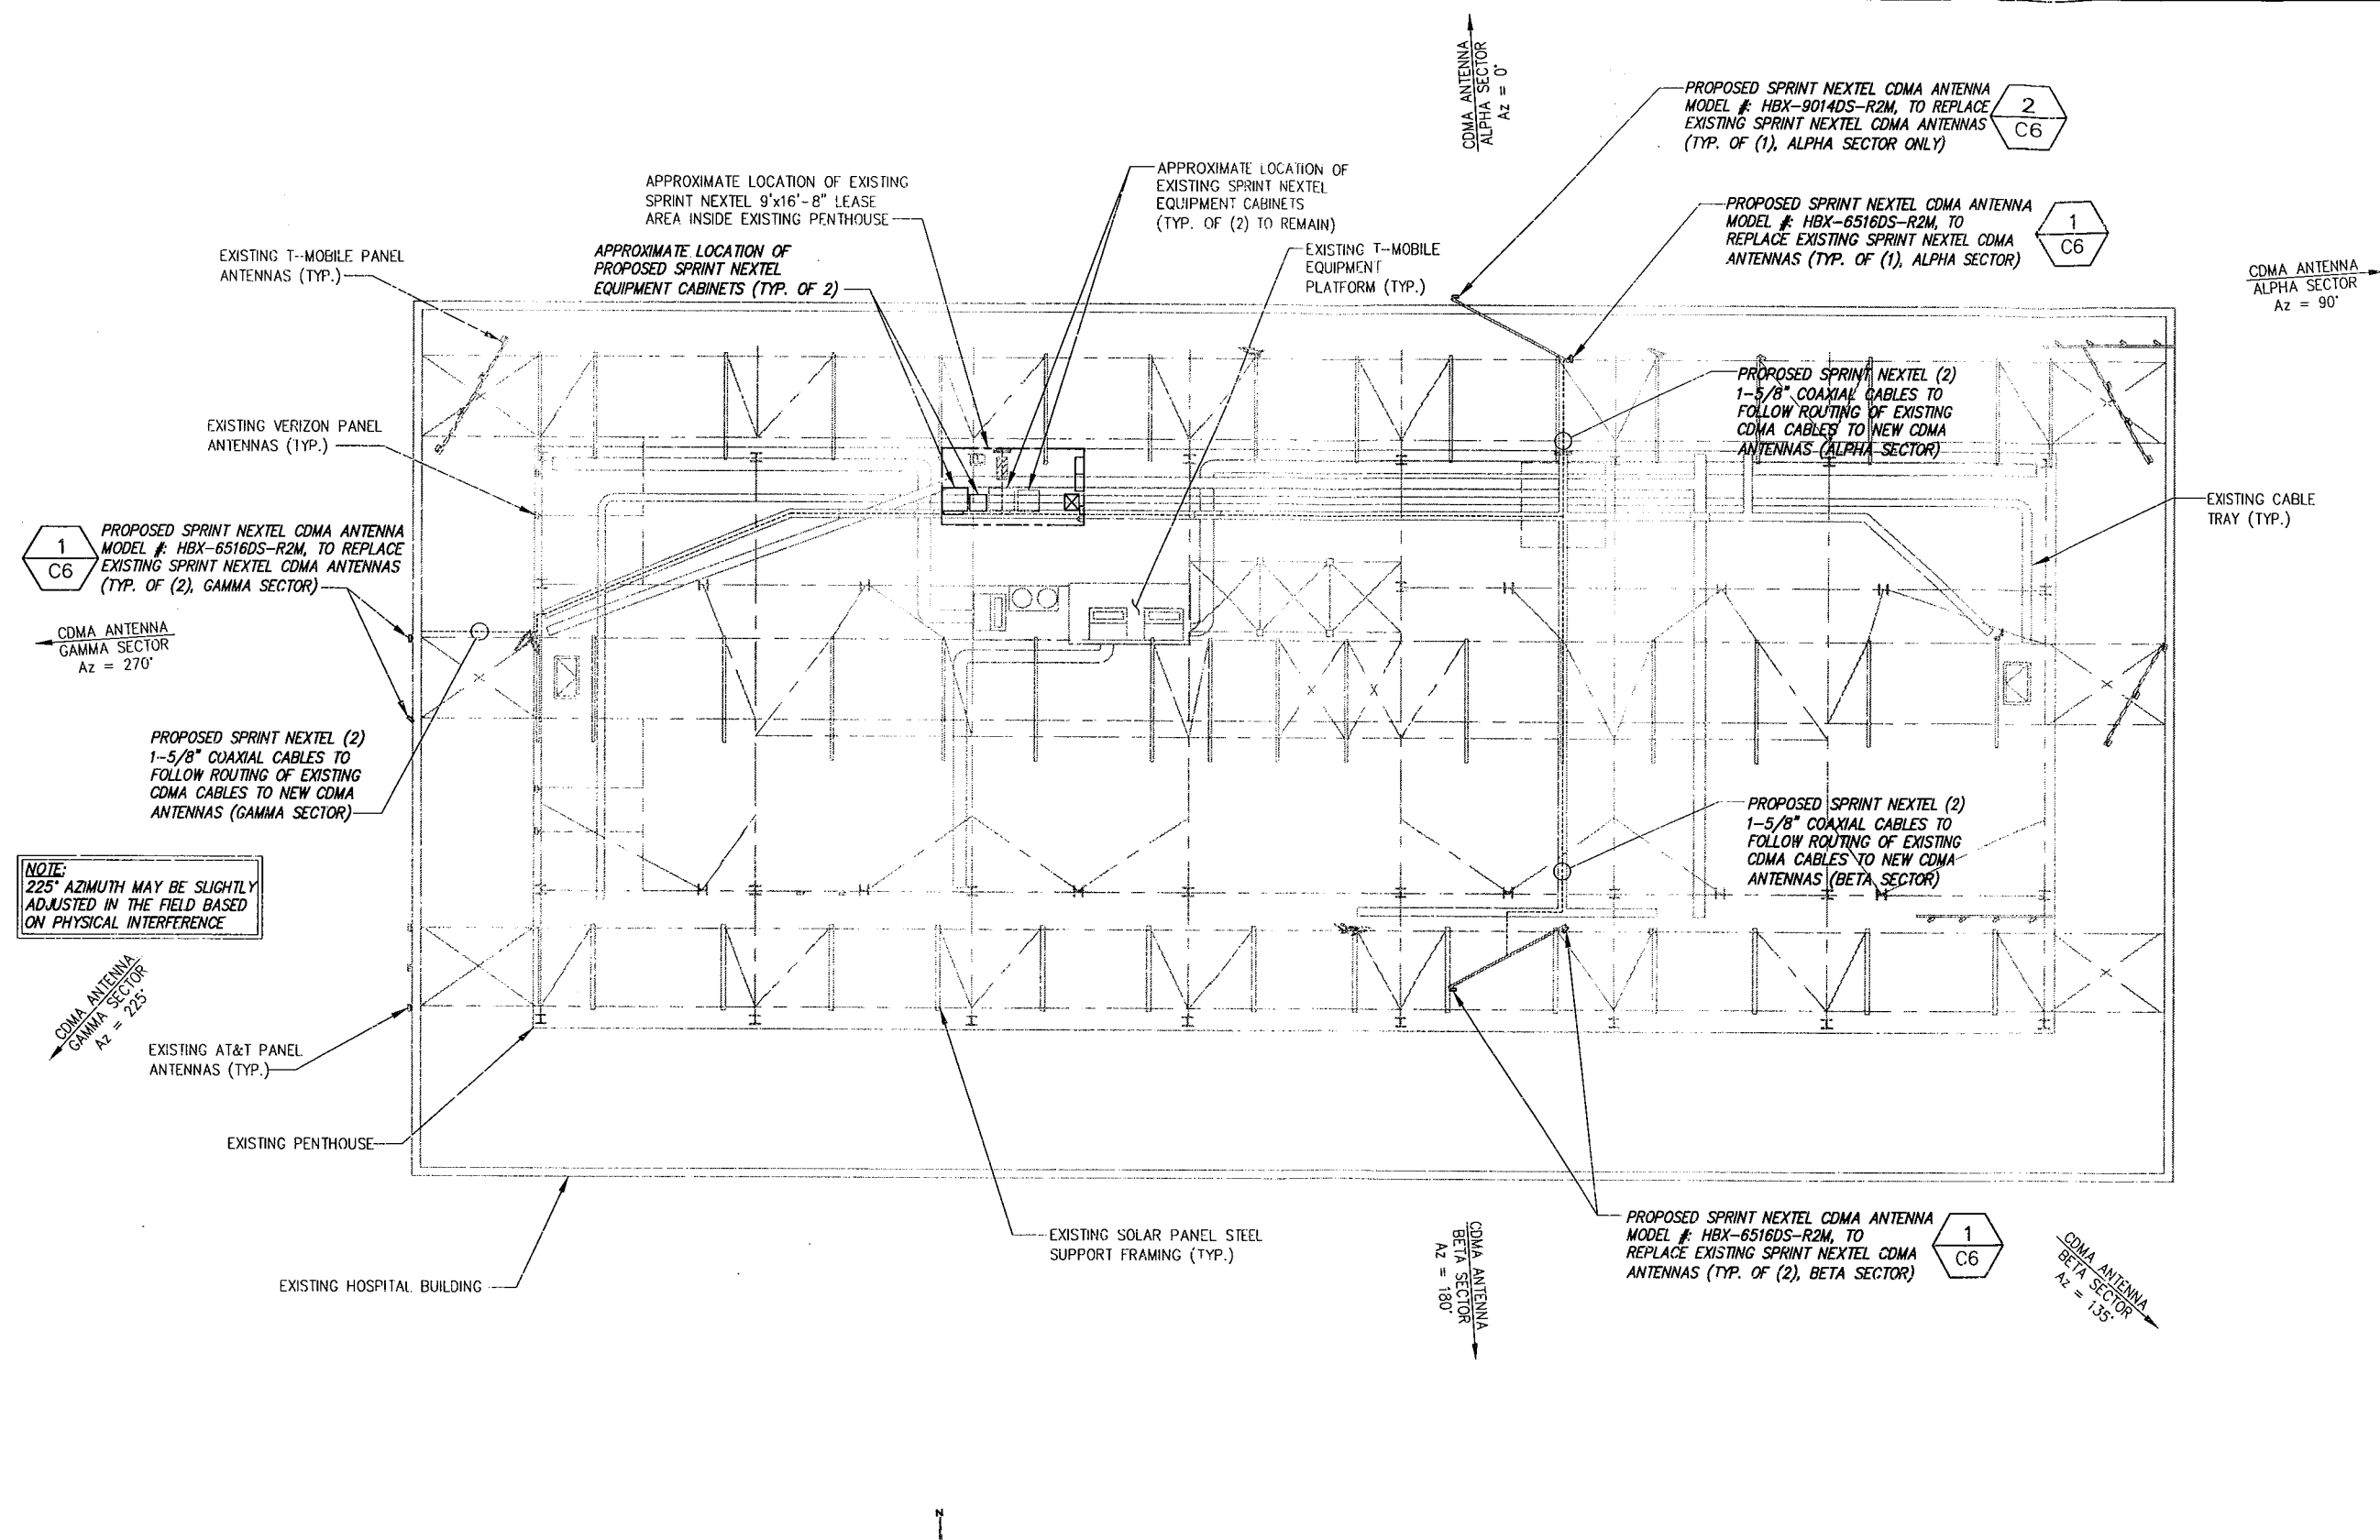 CDMA ANTENNA
ALPHA SECTOR
Az = 0°
PROPOSED SPRINT NEXTEL CDMA ANTENNA
MODEL #: HBX-9014DS-R2M, TO REPLACE
EXISTING SPRINT NEXTEL CDMA ANTENNAS
(TYP. OF (1), ALPHA SECTOR ONLY)
2
C6
APPROXIMATE LOCATION OF EXISTING
SPRINT NEXTEL 9'x16'-8" LEASE
AREA INSIDE EXISTING PENTHOUSE
APPROXIMATE LOCATION OF
EXISTING SPRINT NEXTEL
EQUIPMENT CABINETS
(TYP. OF (2) TO REMAIN)
PROPOSED SPRINT NEXTEL CDMA ANTENNA
MODEL #: HBX-6516DS-R2M, TO
REPLACE EXISTING SPRINT NEXTEL CDMA
ANTENNAS (TYP. OF (1), ALPHA SECTOR)
1
C6
EXISTING T-MOBILE PANEL
ANTENNAS (TYP.)
APPROXIMATE LOCATION OF
PROPOSED SPRINT NEXTEL
EQUIPMENT CABINETS (TYP. OF 2)
EXISTING T-MOBILE
EQUIPMENT
PLATFORM (TYP.)
CDMA ANTENNA
ALPHA SECTOR
Az = 90°
PROPOSED SPRINT NEXTEL (2)
1-5/8" COAXIAL CABLES TO
FOLLOW ROUTING OF EXISTING
CDMA CABLES TO NEW CDMA
ANTENNAS (ALPHA SECTOR)
EXISTING VERIZON PANEL
ANTENNAS (TYP.)
EXISTING CABLE
TRAY (TYP.)
1
C6
PROPOSED SPRINT NEXTEL CDMA ANTENNA
MODEL #: HBX-6516DS-R2M, TO REPLACE
EXISTING SPRINT NEXTEL CDMA ANTENNAS
(TYP. OF (2), GAMMA SECTOR)
CDMA ANTENNA
GAMMA SECTOR
Az = 270°
PROPOSED SPRINT NEXTEL (2)
1-5/8" COAXIAL CABLES TO
FOLLOW ROUTING OF EXISTING
CDMA CABLES TO NEW CDMA
ANTENNAS (GAMMA SECTOR)
PROPOSED SPRINT NEXTEL (2)
1-5/8" COAXIAL CABLES TO
FOLLOW ROUTING OF EXISTING
CDMA CABLES TO NEW CDMA
ANTENNAS (BETA SECTOR)
NOTE:
225° AZIMUTH MAY BE SLIGHTLY
ADJUSTED IN THE FIELD BASED
ON PHYSICAL INTERFERENCE
CDMA ANTENNA
GAMMA SECTOR
Az = 225°
EXISTING AT&T PANEL
ANTENNAS (TYP.)
EXISTING PENTHOUSE
EXISTING HOSPITAL BUILDING
EXISTING SOLAR PANEL STEEL
SUPPORT FRAMING (TYP.)
CDMA ANTENNA
BETA SECTOR
Az = 180°
PROPOSED SPRINT NEXTEL CDMA ANTENNA
MODEL #: HBX-6516DS-R2M, TO
REPLACE EXISTING SPRINT NEXTEL CDMA
ANTENNAS (TYP. OF (2), BETA SECTOR)
1
C6
CDMA ANTENNA
BETA SECTOR
Az = 135°
N